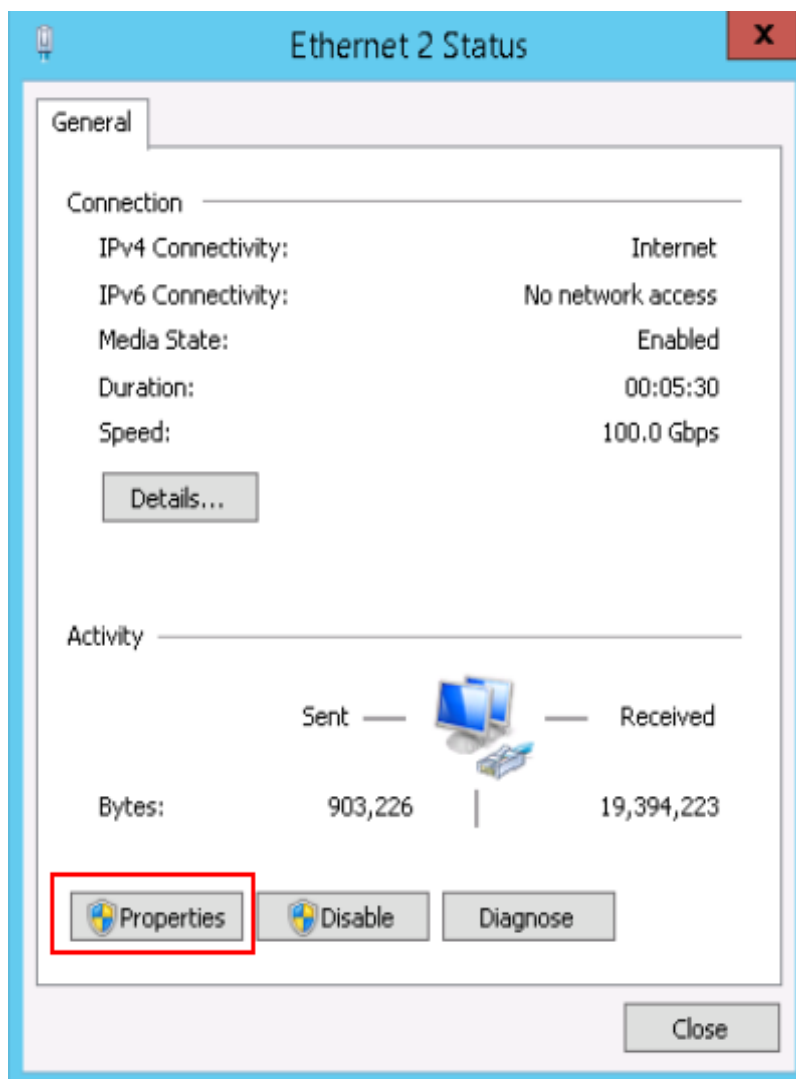 Ethernet 2 Status
x
General
Connection
IPv4 Connectivity: Internet
IPv6 Connectivity: No network access
Media State: Enabled
Duration: 00:05:30
Speed: 100.0 Gbps
Details...
Activity
Sent Received
Bytes: 903,226 19,394,223
Properties Disable Diagnose
Close